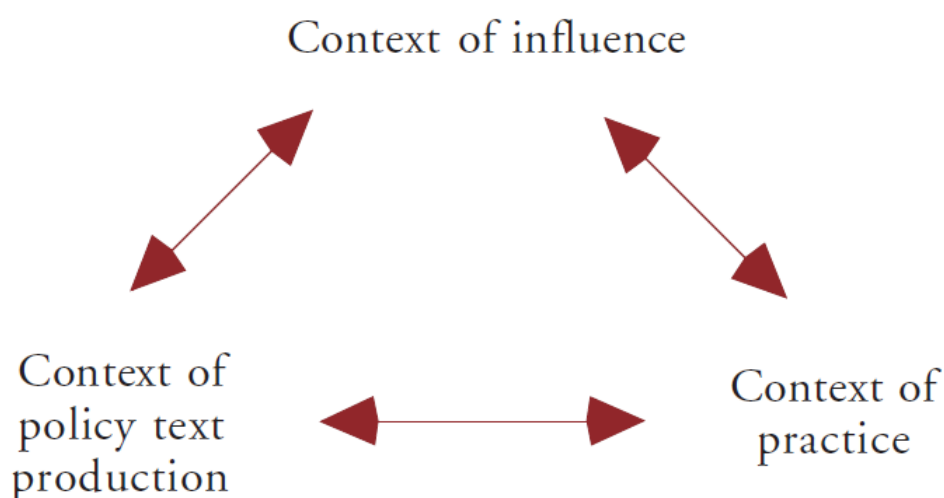 Context of influence
Context of
policy text
production
Context of
practice